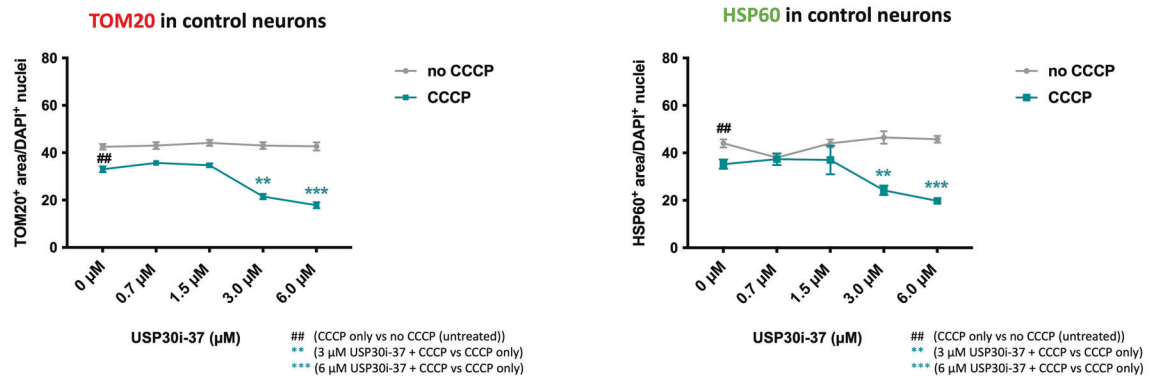 TOM20 in control neurons
TOM20⁺ area/DAPI⁺ nuclei
80
60
40
20
0
no CCCP
CCCP
##
**
***
0 µM
0.7 µM
1.5 µM
3.0 µM
6.0 µM
USP30i-37 (µM)
## (CCCP only vs no CCCP (untreated))
** (3 µM USP30i-37 + CCCP vs CCCP only)
*** (6 µM USP30i-37 + CCCP vs CCCP only)
HSP60 in control neurons
HSP60⁺ area/DAPI⁺ nuclei
80
60
40
20
0
no CCCP
CCCP
##
**
***
0 µM
0.7 µM
1.5 µM
3.0 µM
6.0 µM
USP30i-37 (µM)
## (CCCP only vs no CCCP (untreated))
** (3 µM USP30i-37 + CCCP vs CCCP only)
*** (6 µM USP30i-37 + CCCP vs CCCP only)